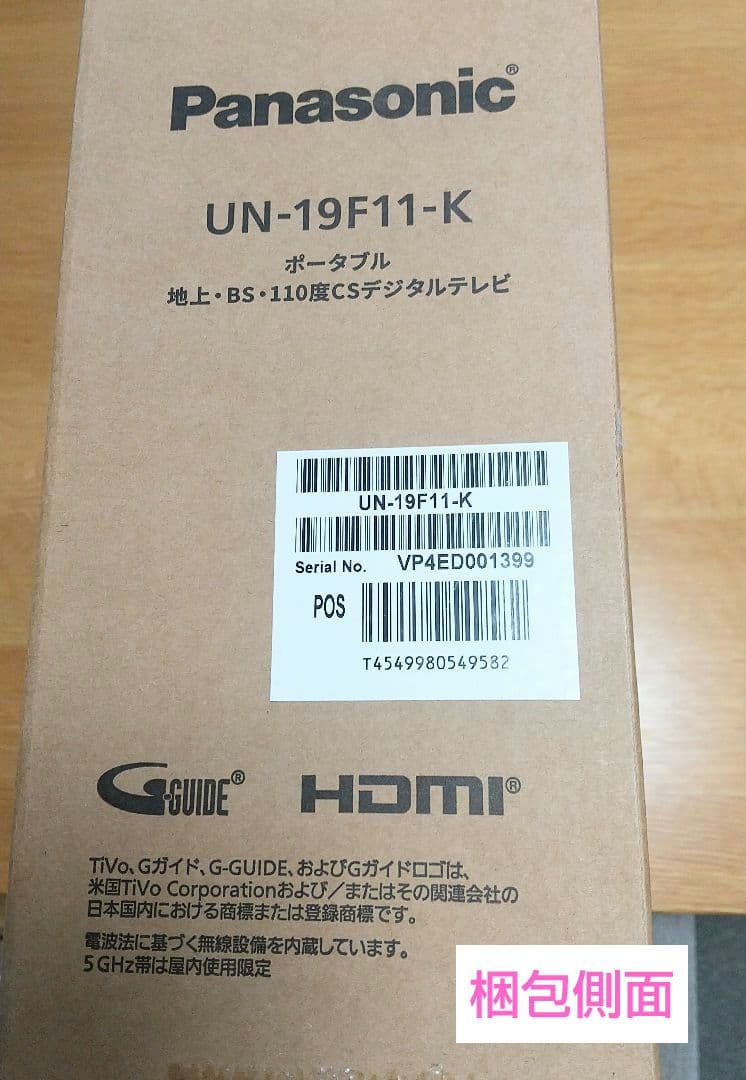 Panasonic®
UN-19F11-K
ポータブル
地上・BS・110度CSデジタルテレビ
UN-19F11-K
Serial No. VP4ED001399
POS
T4549980549582
G-GUIDE® HDMI®
TiVo、Gガイド、G-GUIDE、およびGガイドロゴは、
米国TiVo Corporationおよび／またはその関連会社の
日本国内における商標または登録商標です。
電波法に基づく無線設備を内蔵しています。
5GHz帯は屋内使用限定
梱包側面